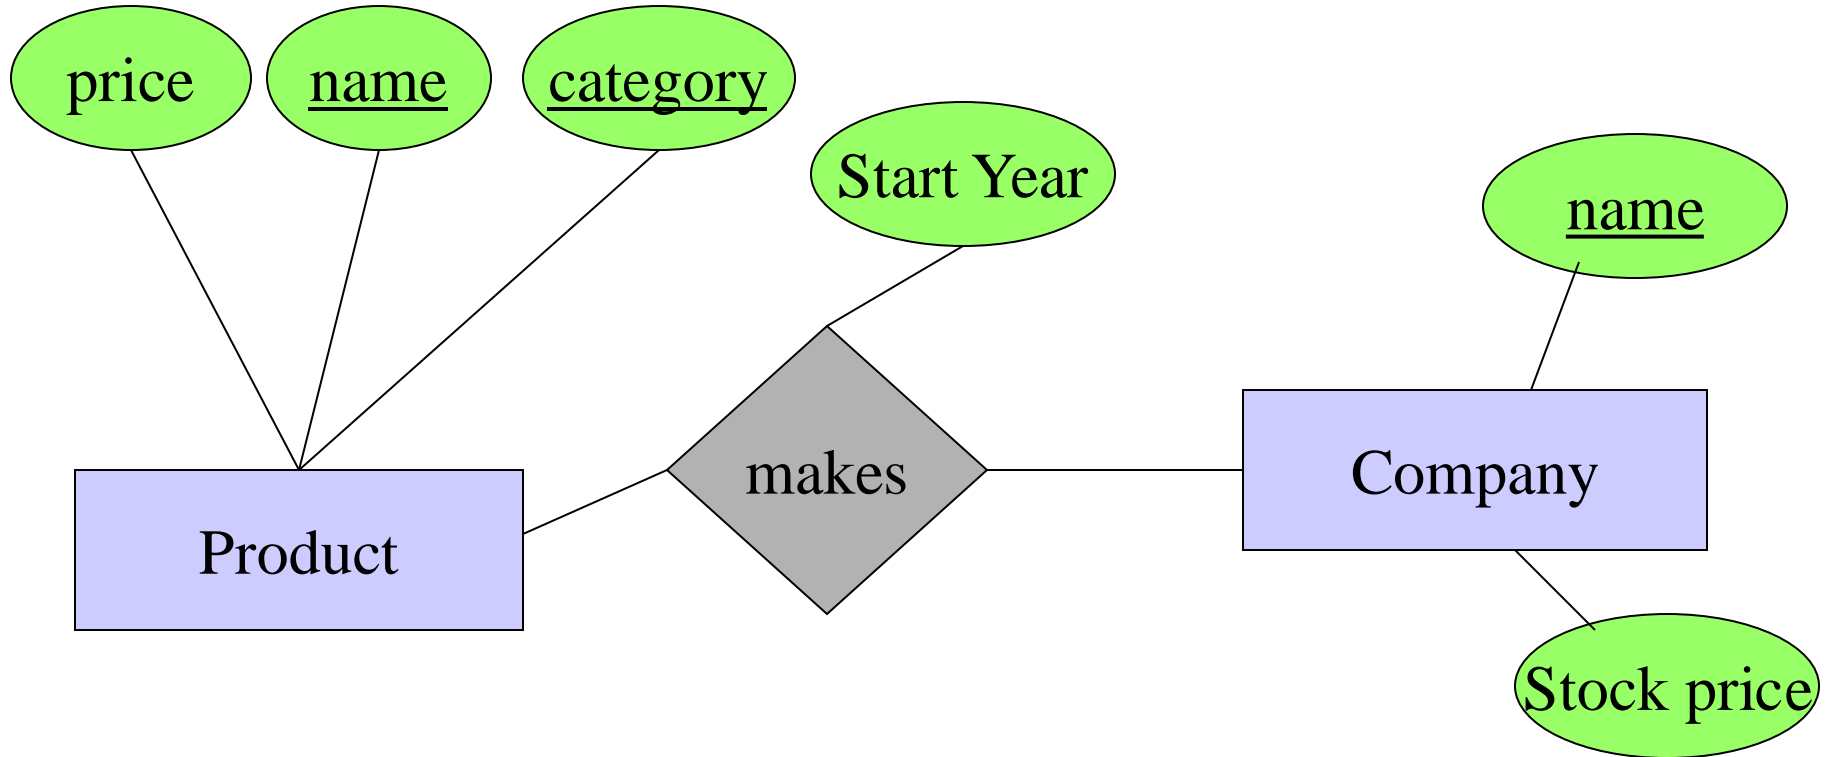 price
name
category
Start Year
name
makes
Company
Product
Stock price